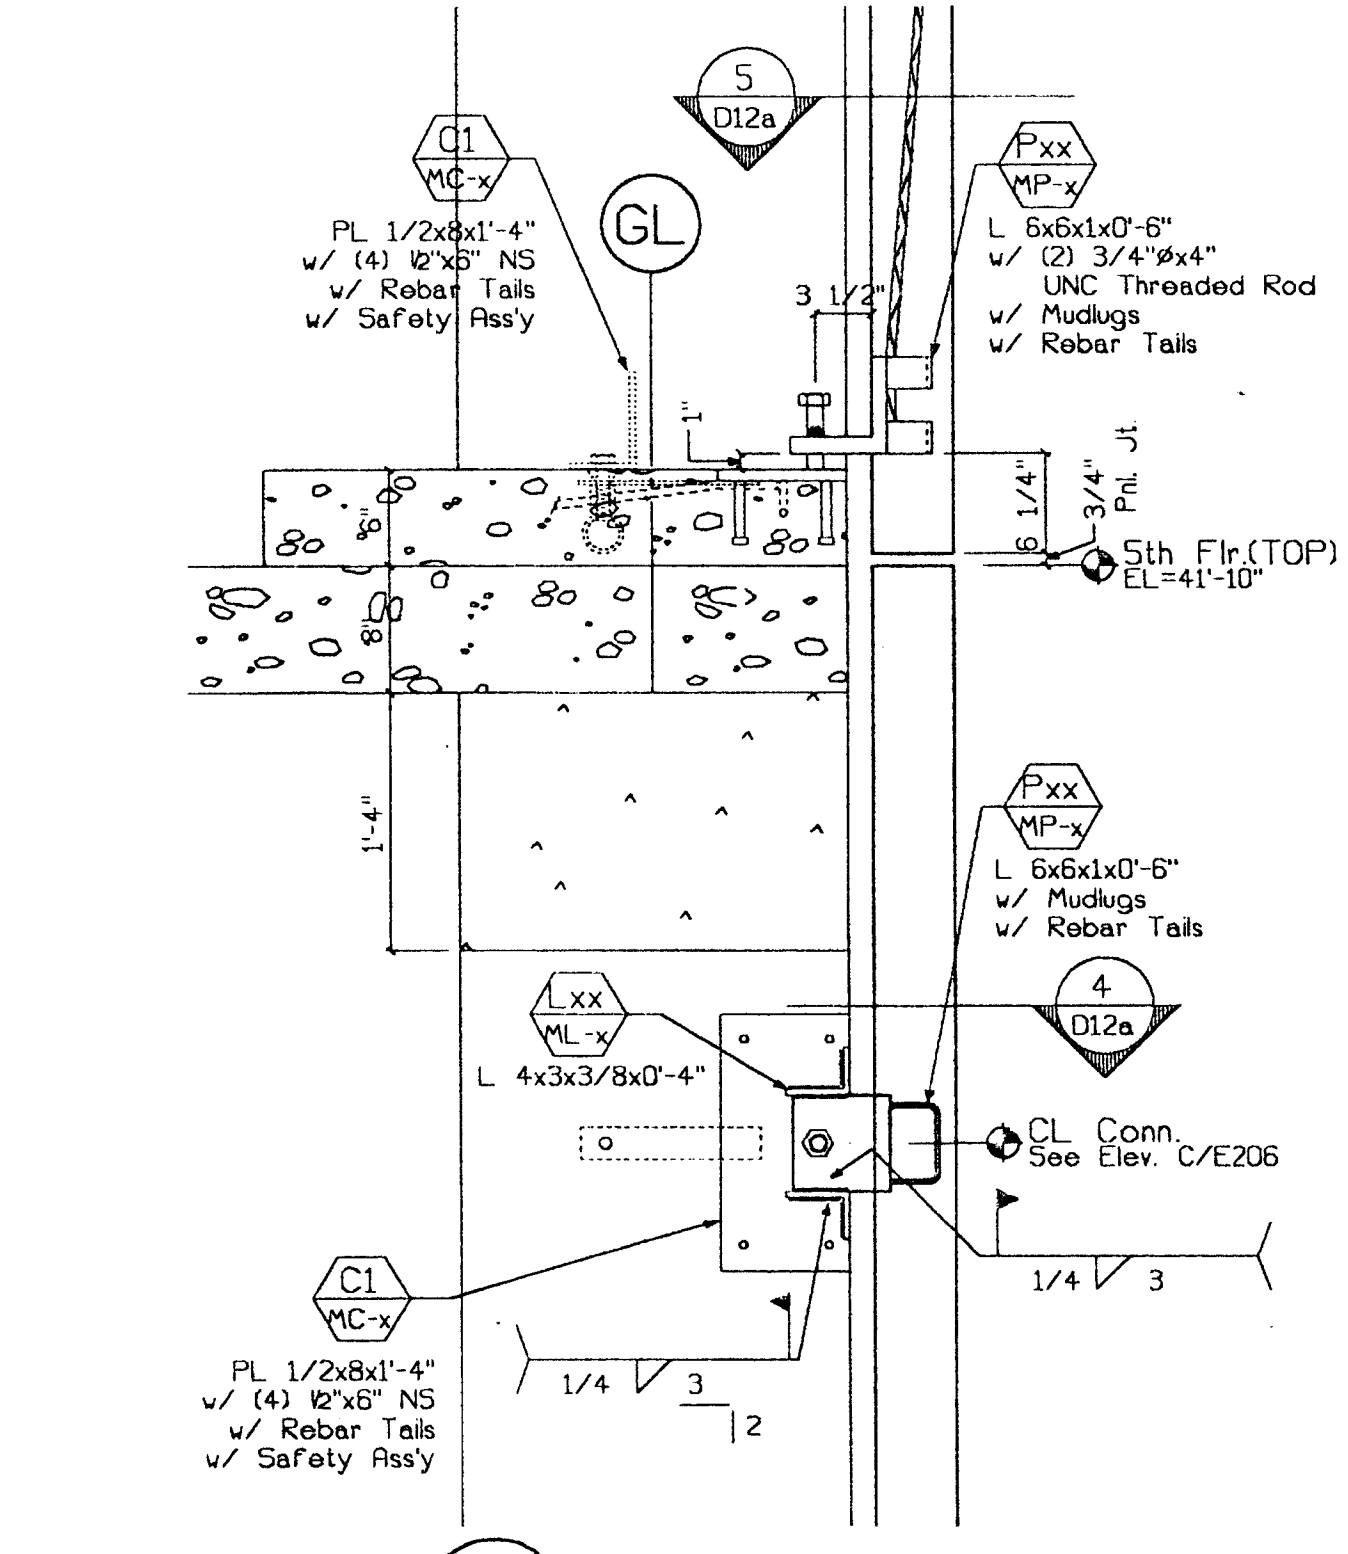 5
D12a
C1
MC-x
PL 1/2x8x1'-4"
w/ (4) 1/2"x6" NS
w/ Rebar Tails
w/ Safety Ass'y
GL
Pxx
MP-x
L 6x6x1x0'-6"
w/ (2) 3/4"Øx4"
UNC Threaded Rod
w/ Mudlugs
w/ Rebar Tails
3 1/2"
1"
6"
8"
1'-4"
6 1/4"
3/4"
Pnl. Jt.
5th Flr.(TOP)
EL=41'-10"
Pxx
MP-x
L 6x6x1x0'-6"
w/ Mudlugs
w/ Rebar Tails
Lxx
ML-x
L 4x3x3/8x0'-4"
4
D12a
CL Conn.
See Elev. C/E206
1/4 3
C1
MC-x
PL 1/2x8x1'-4"
w/ (4) 1/2"x6" NS
w/ Rebar Tails
w/ Safety Ass'y
1/4 3
2